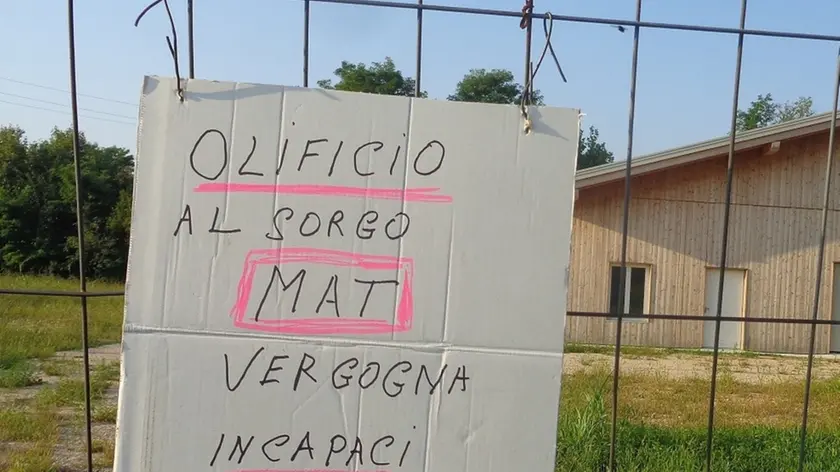 OLIFICIO
AL SORGO
MAT
VERGOGNA
INCAPACI